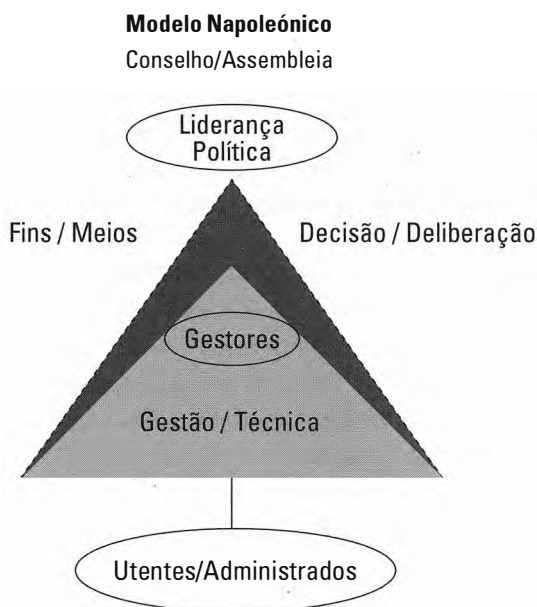 Modelo Napoleónico
Conselho/Assembleia
Liderança
Política
Fins / Meios
Decisão / Deliberação
Gestores
Gestão / Técnica
Utentes/Administrados